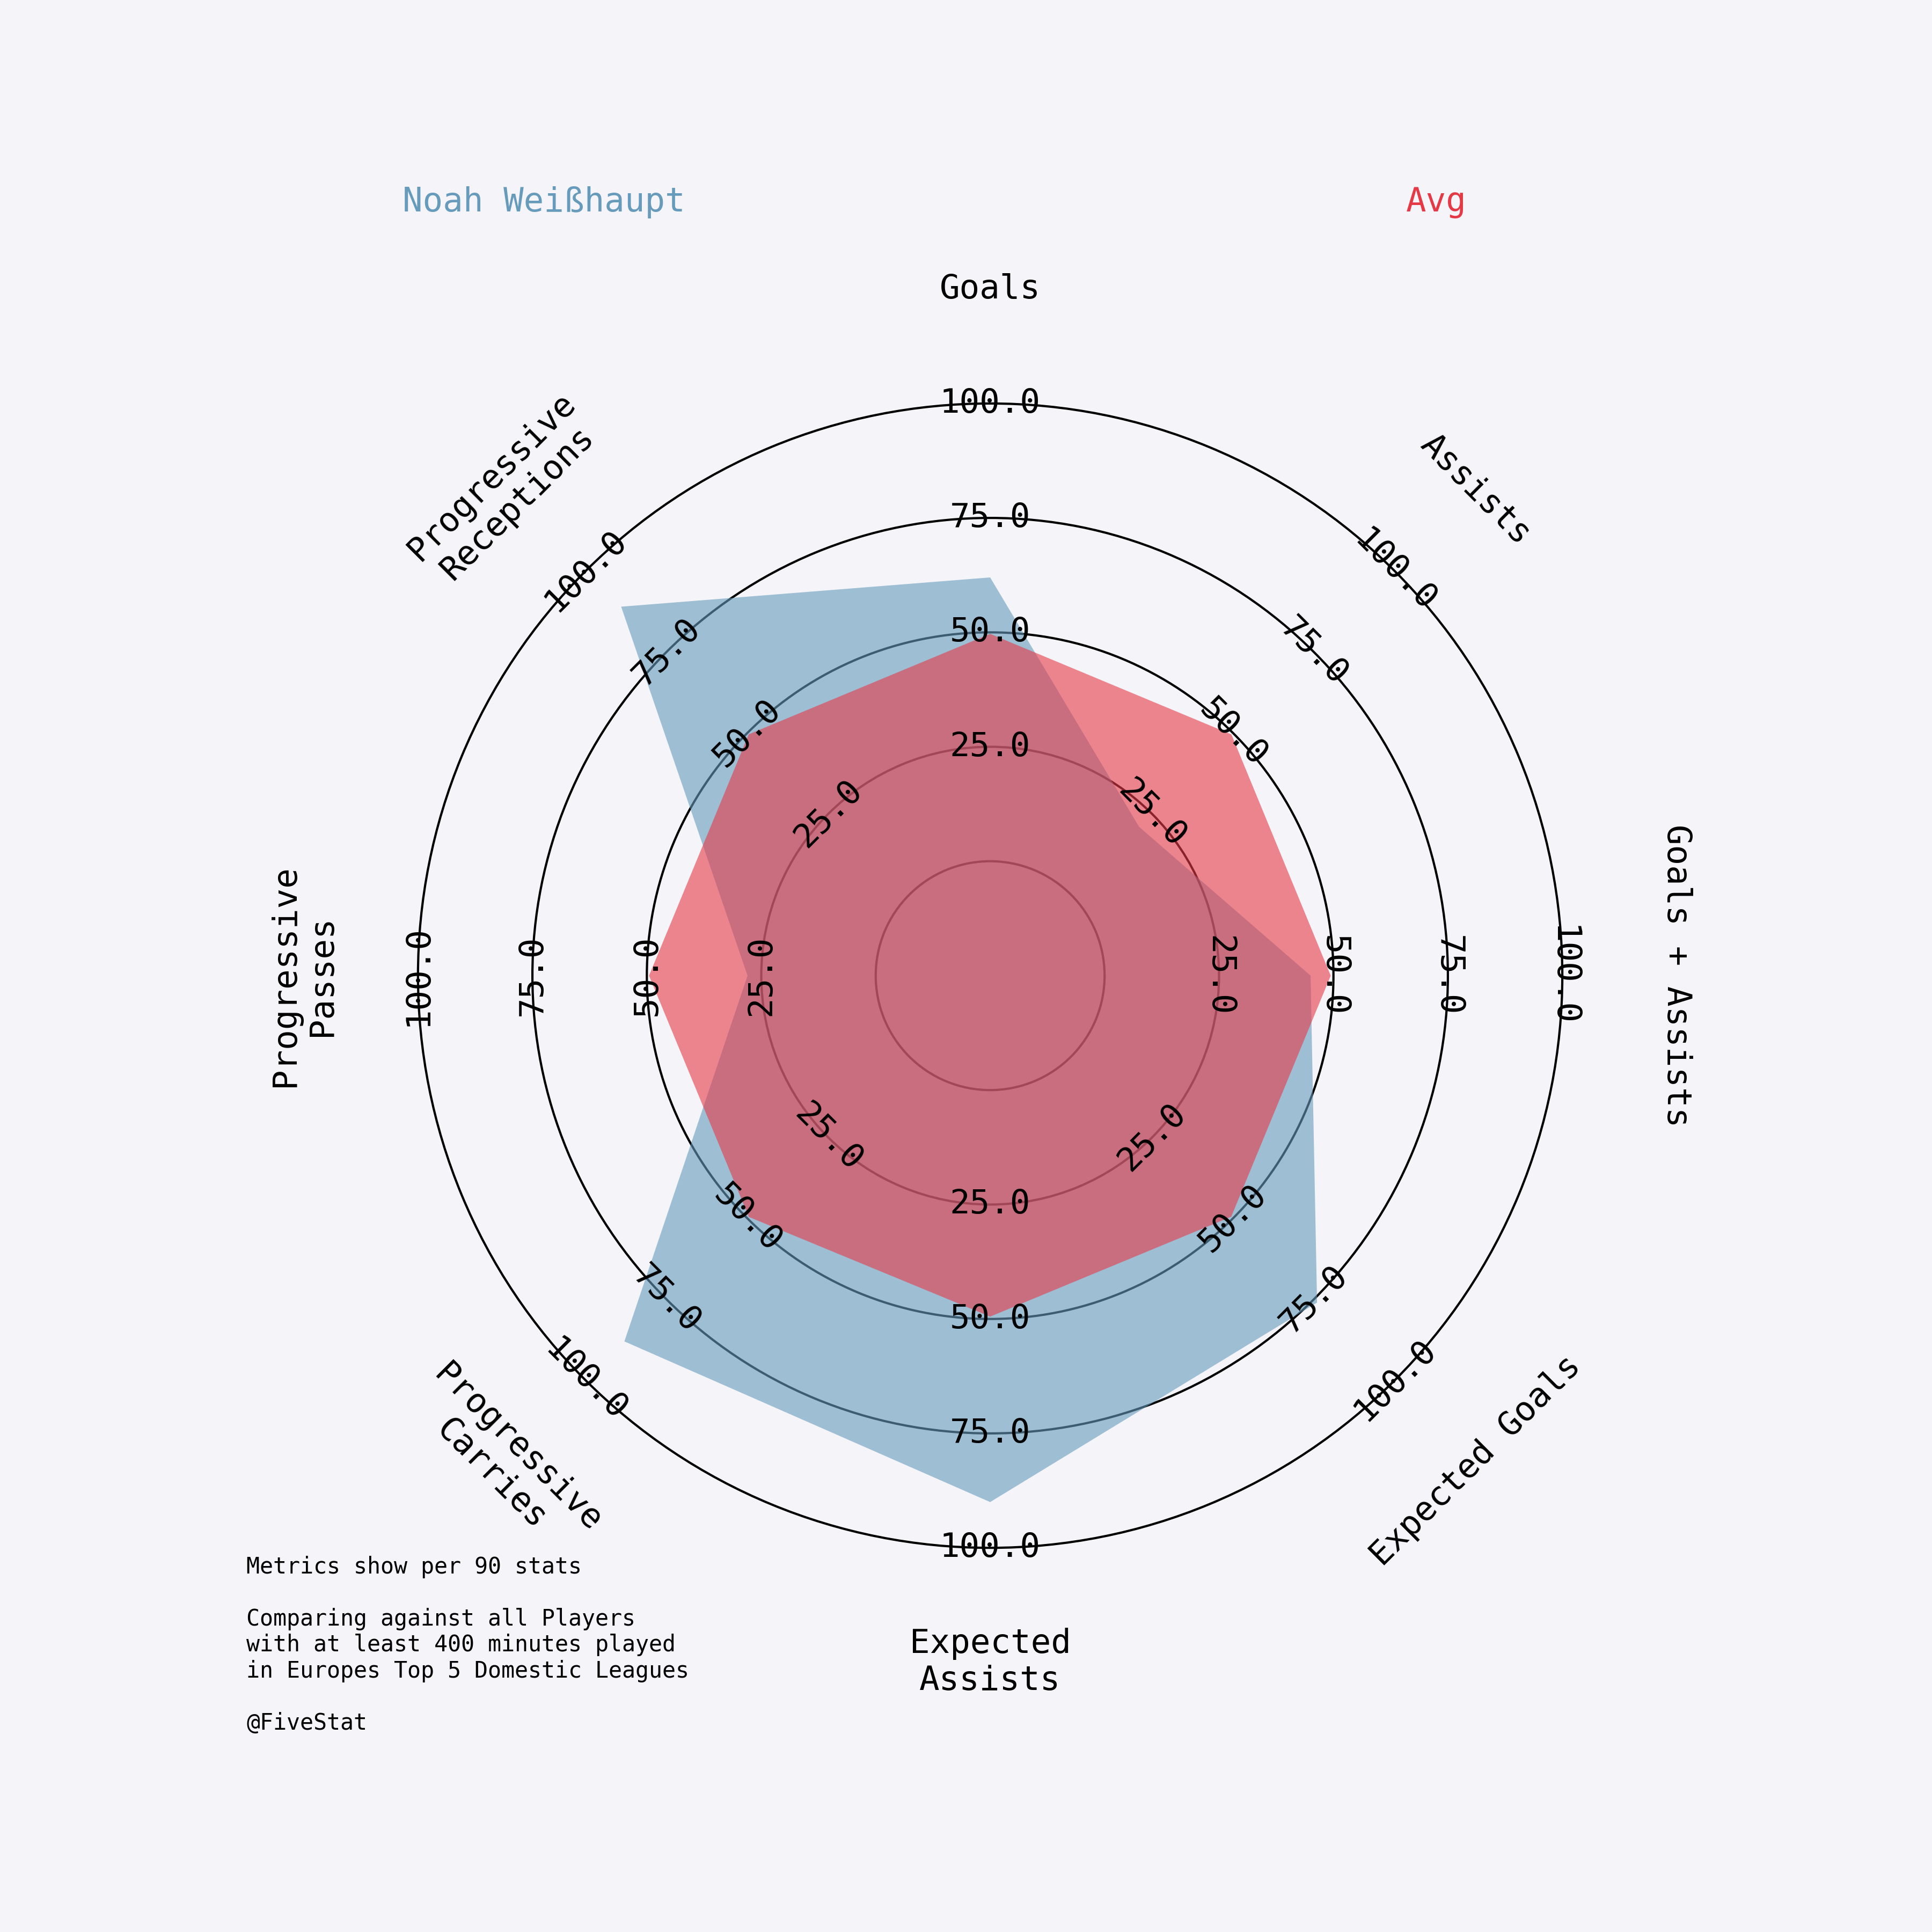 Noah Weißhaupt
Avg
Goals
Assists
Goals + Assists
Expected Goals
Expected
Assists
Progressive
Carries
Progressive
Passes
Progressive
Receptions
25.0
50.0
75.0
100.0
25.0
50.0
75.0
100.0
25.0
50.0
75.0
100.0
25.0
50.0
75.0
100.0
25.0
50.0
75.0
100.0
25.0
50.0
75.0
100.0
25.0
50.0
75.0
100.0
25.0
50.0
75.0
100.0
Metrics show per 90 stats
Comparing against all Players
with at least 400 minutes played
in Europes Top 5 Domestic Leagues
@FiveStat